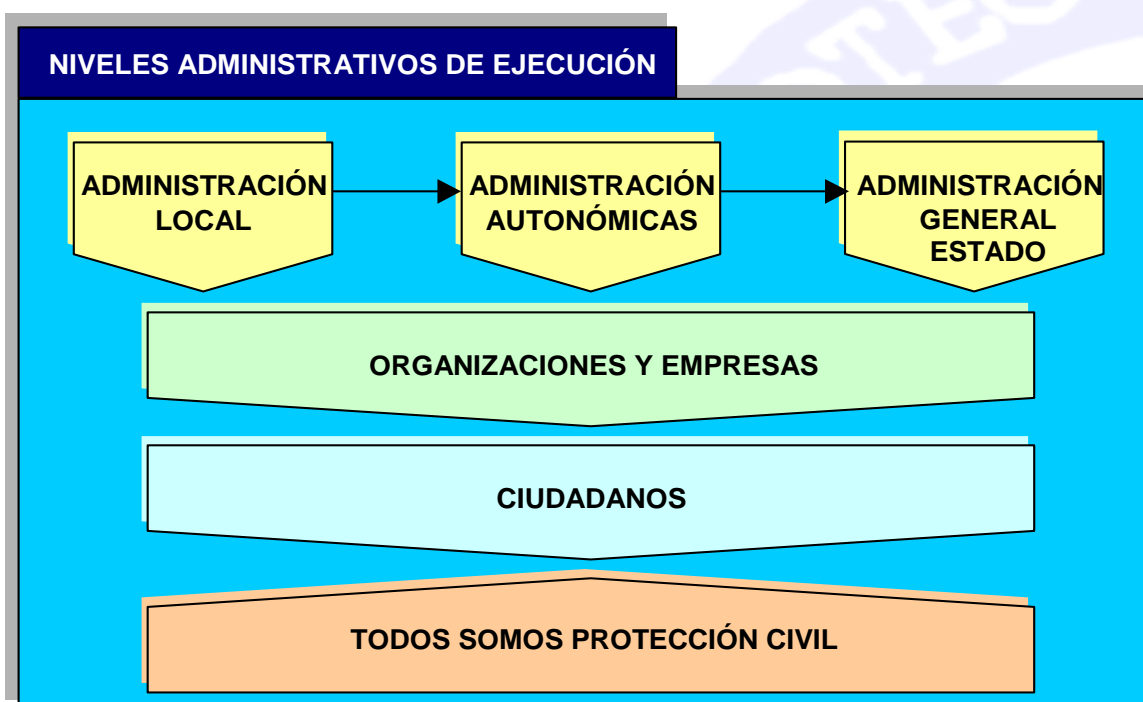 NIVELES ADMINISTRATIVOS DE EJECUCIÓN
ADMINISTRACIÓN
LOCAL
ADMINISTRACIÓN
AUTONÓMICAS
ADMINISTRACIÓN
GENERAL
ESTADO
ORGANIZACIONES Y EMPRESAS
CIUDADANOS
TODOS SOMOS PROTECCIÓN CIVIL